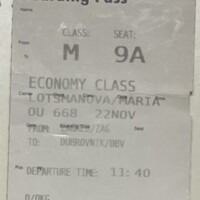 Boarding Pass
CLASS: SEAT:
M 9A
ECONOMY CLASS
LOTSMANOVA/MARIA
OU 668 22NOV
FROM: ZAGREB/ZAG
TO: DUBROVNIK/DBV
DEPARTURE TIME: 11:40